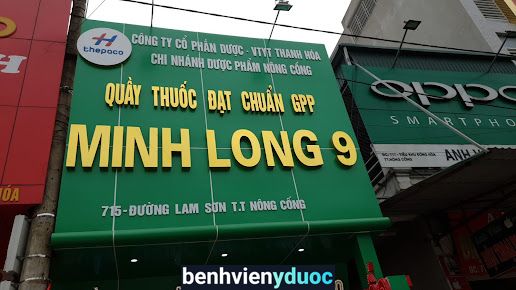 thepaco
CÔNG TY CỔ PHẦN DƯỢC - VTYT THANH HÓA
CHI NHÁNH DƯỢC PHẨM NÔNG CỐNG
QUẦY THUỐC ĐẠT CHUẨN GPP
MINH LONG 9
715-ĐƯỜNG LAM SƠN T.T NÔNG CỐNG
oppo
SMARTPHO
ANH
benhvienyduoc